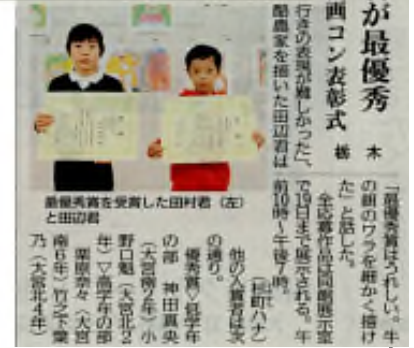 が最優秀
画コン表彰式
栃木
行きの表現が難しかった」、
酪農家を描いた田辺君は
最優秀賞を受賞した田村君（左）
と田辺君
「最優秀賞はうれしい。牛
の餌のワラを細かく描け
た」と話した。
全応募作品は同館展示室
で19日まで展示される。午
前10時〜午後7時。
（杉町ハナ）
他の入賞者は次
の通り。
優秀賞▽低学年
の部　神田真央
（大宮南2年）小
野口魁（大宮北2
年）▽高学年の部
栗原奈々（大宮
南6年）竹之下葉
乃（大宮北4年）